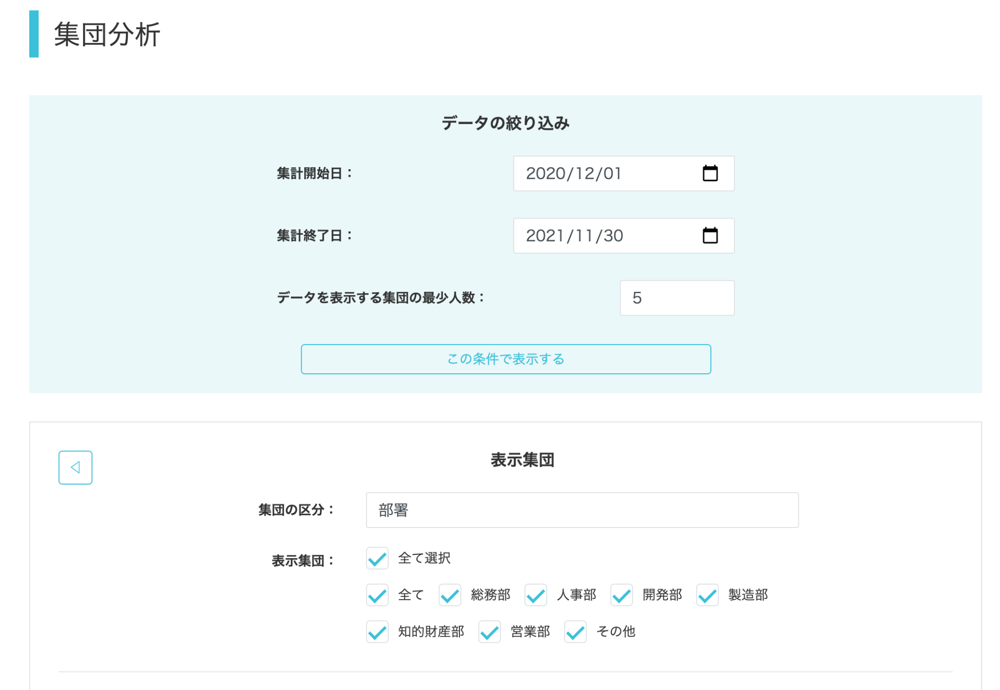 集団分析
データの絞り込み
集計開始日： 2020/12/01
集計終了日： 2021/11/30
データを表示する集団の最少人数： 5
この条件で表示する
表示集団
集団の区分： 部署
表示集団： 全て選択
全て 総務部 人事部 開発部 製造部
知的財産部 営業部 その他